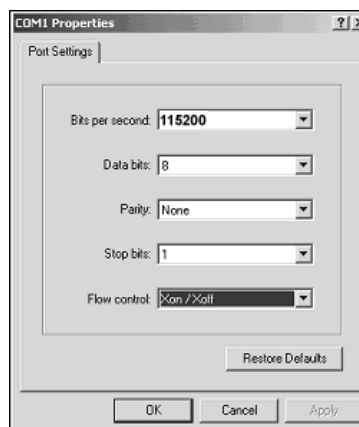 COM1 Properties
Port Settings
Bits per second: 115200
Data bits: 8
Parity: None
Stop bits: 1
Flow control: Xon / Xoff
Restore Defaults
OK Cancel Apply